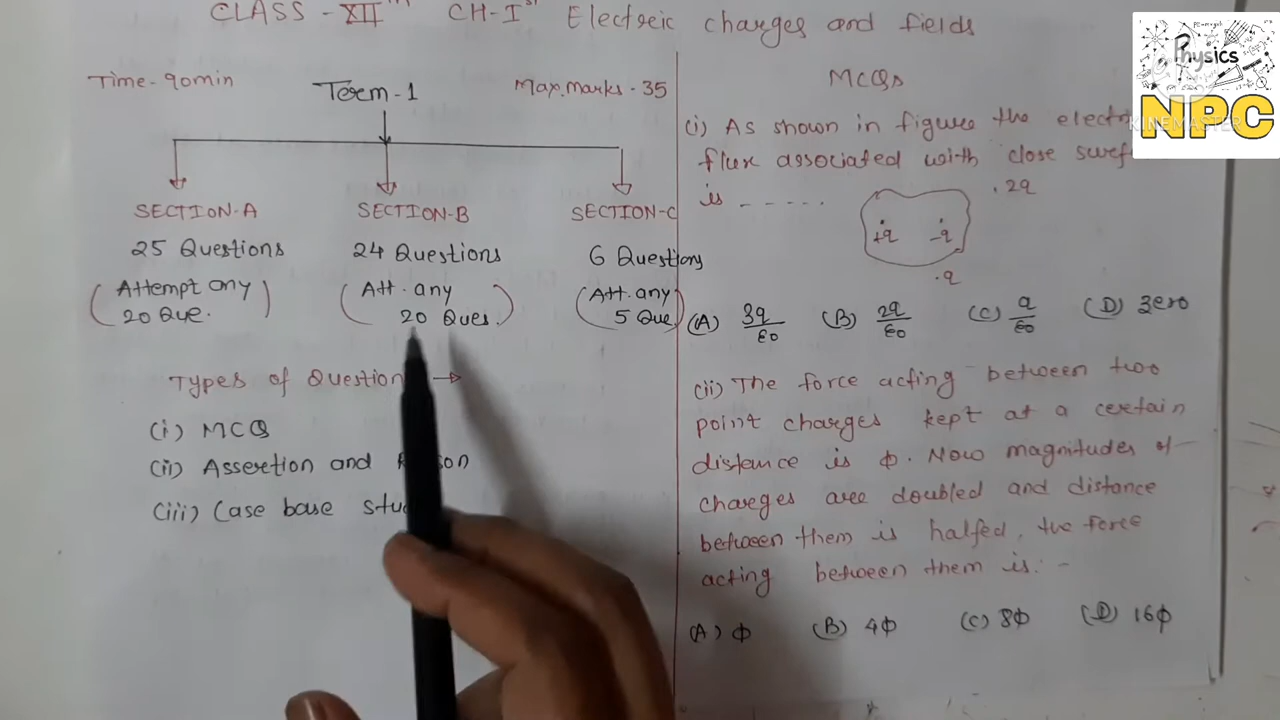 CLASS - XII CH-I st Electric charges and fields
Time- 90min
Term-1
Max.marks - 35
SECTION-A
SECTION-B
SECTION-C
25 Questions
24 Questions
6 Questions
(Attempt any
20 Que.)
(Att. any
20 Ques.)
(Att. any
5 Que.)
Types of Question →
(i) MCQ
(ii) Assertion and
(iii) Case base
MCQs
(i) As shown in figure the
flux associated with close
is - - - - -
.2q
+q -q
.q
(A) 3q/ε0 (B) 2q/ε0 (C) q/ε0 (D) zero
(ii) The force acting between two
point charges kept at a certain
distance is ϕ. Now magnitudes of
charges are doubled and distance
between them is halfed, the force
acting between them is: -
(A) ϕ (B) 4ϕ (C) 8ϕ (D) 16ϕ
Physics
NPC
KINEMASTER